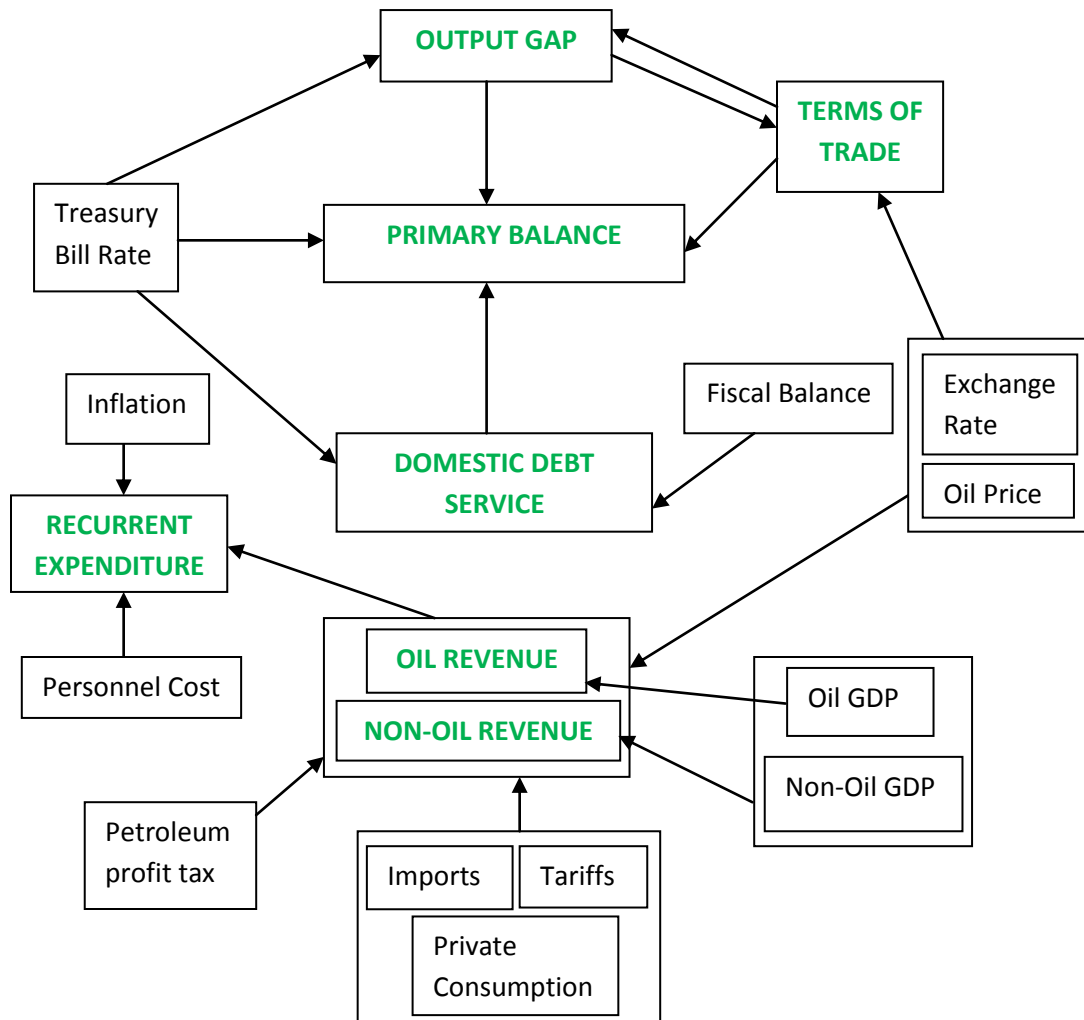 OUTPUT GAP
TERMS OF
TRADE
Treasury
Bill Rate
PRIMARY BALANCE
Inflation
Fiscal Balance
Exchange
Rate
Oil Price
DOMESTIC DEBT
SERVICE
RECURRENT
EXPENDITURE
Personnel Cost
OIL REVENUE
NON-OIL REVENUE
Oil GDP
Non-Oil GDP
Petroleum
profit tax
Imports
Tariffs
Private
Consumption